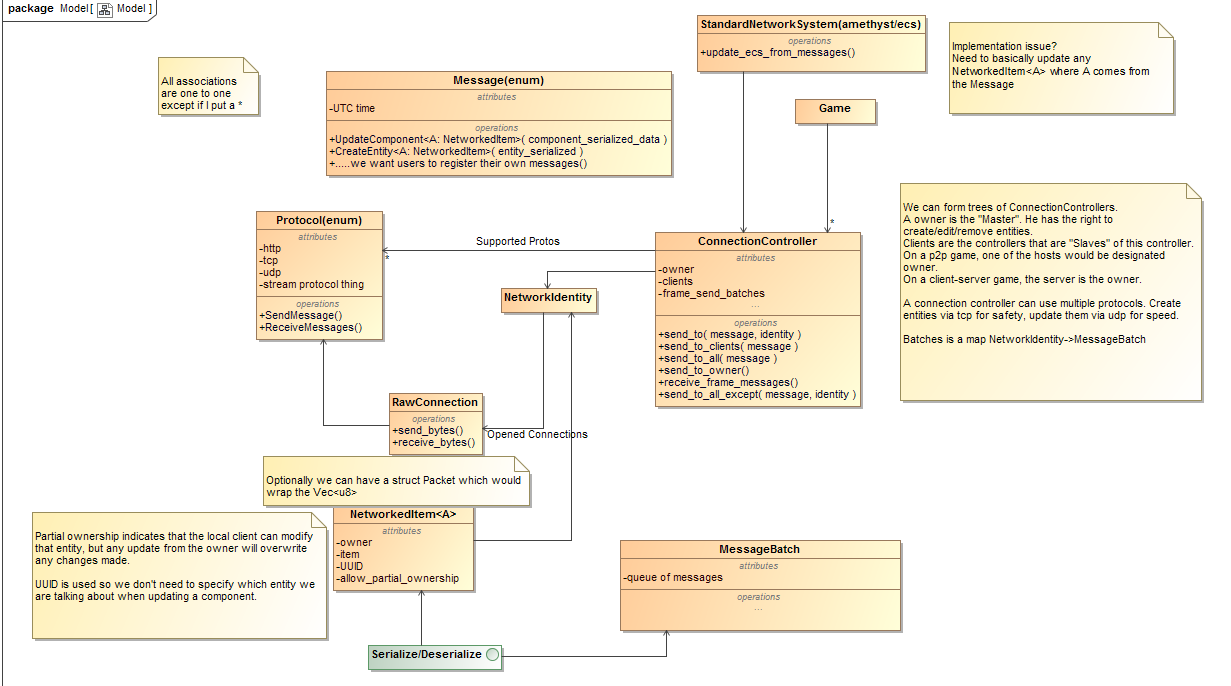 package Model [ Model ]
All associations
are one to one
except if I put a *
Message(enum)
attributes
-UTC time
operations
+UpdateComponent<A: NetworkedItem>( component_serialized_data )
+CreateEntity<A: NetworkedItem>( entity_serialized )
+.....we want users to register their own messages()
StandardNetworkSystem(amethyst/ecs)
operations
+update_ecs_from_messages()
Implementation issue?
Need to basically update any
NetworkedItem<A> where A comes from
the Message
Game
*
Protocol(enum)
attributes
-http
-tcp
-udp
-stream protocol thing
operations
+SendMessage()
+ReceiveMessages()
Supported Protos
*
ConnectionController
attributes
-owner
-clients
-frame_send_batches
...
operations
+send_to( message, identity )
+send_to_clients( message )
+send_to_all( message )
+send_to_owner()
+receive_frame_messages()
+send_to_all_except( message, identity )
We can form trees of ConnectionControllers.
A owner is the "Master". He has the right to
create/edit/remove entities.
Clients are the controllers that are "Slaves" of this controller.
On a p2p game, one of the hosts would be designated
owner.
On a client-server game, the server is the owner.
A connection controller can use multiple protocols. Create
entities via tcp for safety, update them via udp for speed.
Batches is a map NetworkIdentity->MessageBatch
NetworkIdentity
RawConnection
operations
+send_bytes()
+receive_bytes()
Opened Connections
Optionally we can have a struct Packet which would
wrap the Vec<u8>
NetworkedItem<A>
attributes
-owner
-item
-UUID
-allow_partial_ownership
Partial ownership indicates that the local client can modify
that entity, but any update from the owner will overwrite
any changes made.
UUID is used so we don't need to specify which entity we
are talking about when updating a component.
MessageBatch
attributes
-queue of messages
operations
...
Serialize/Deserialize